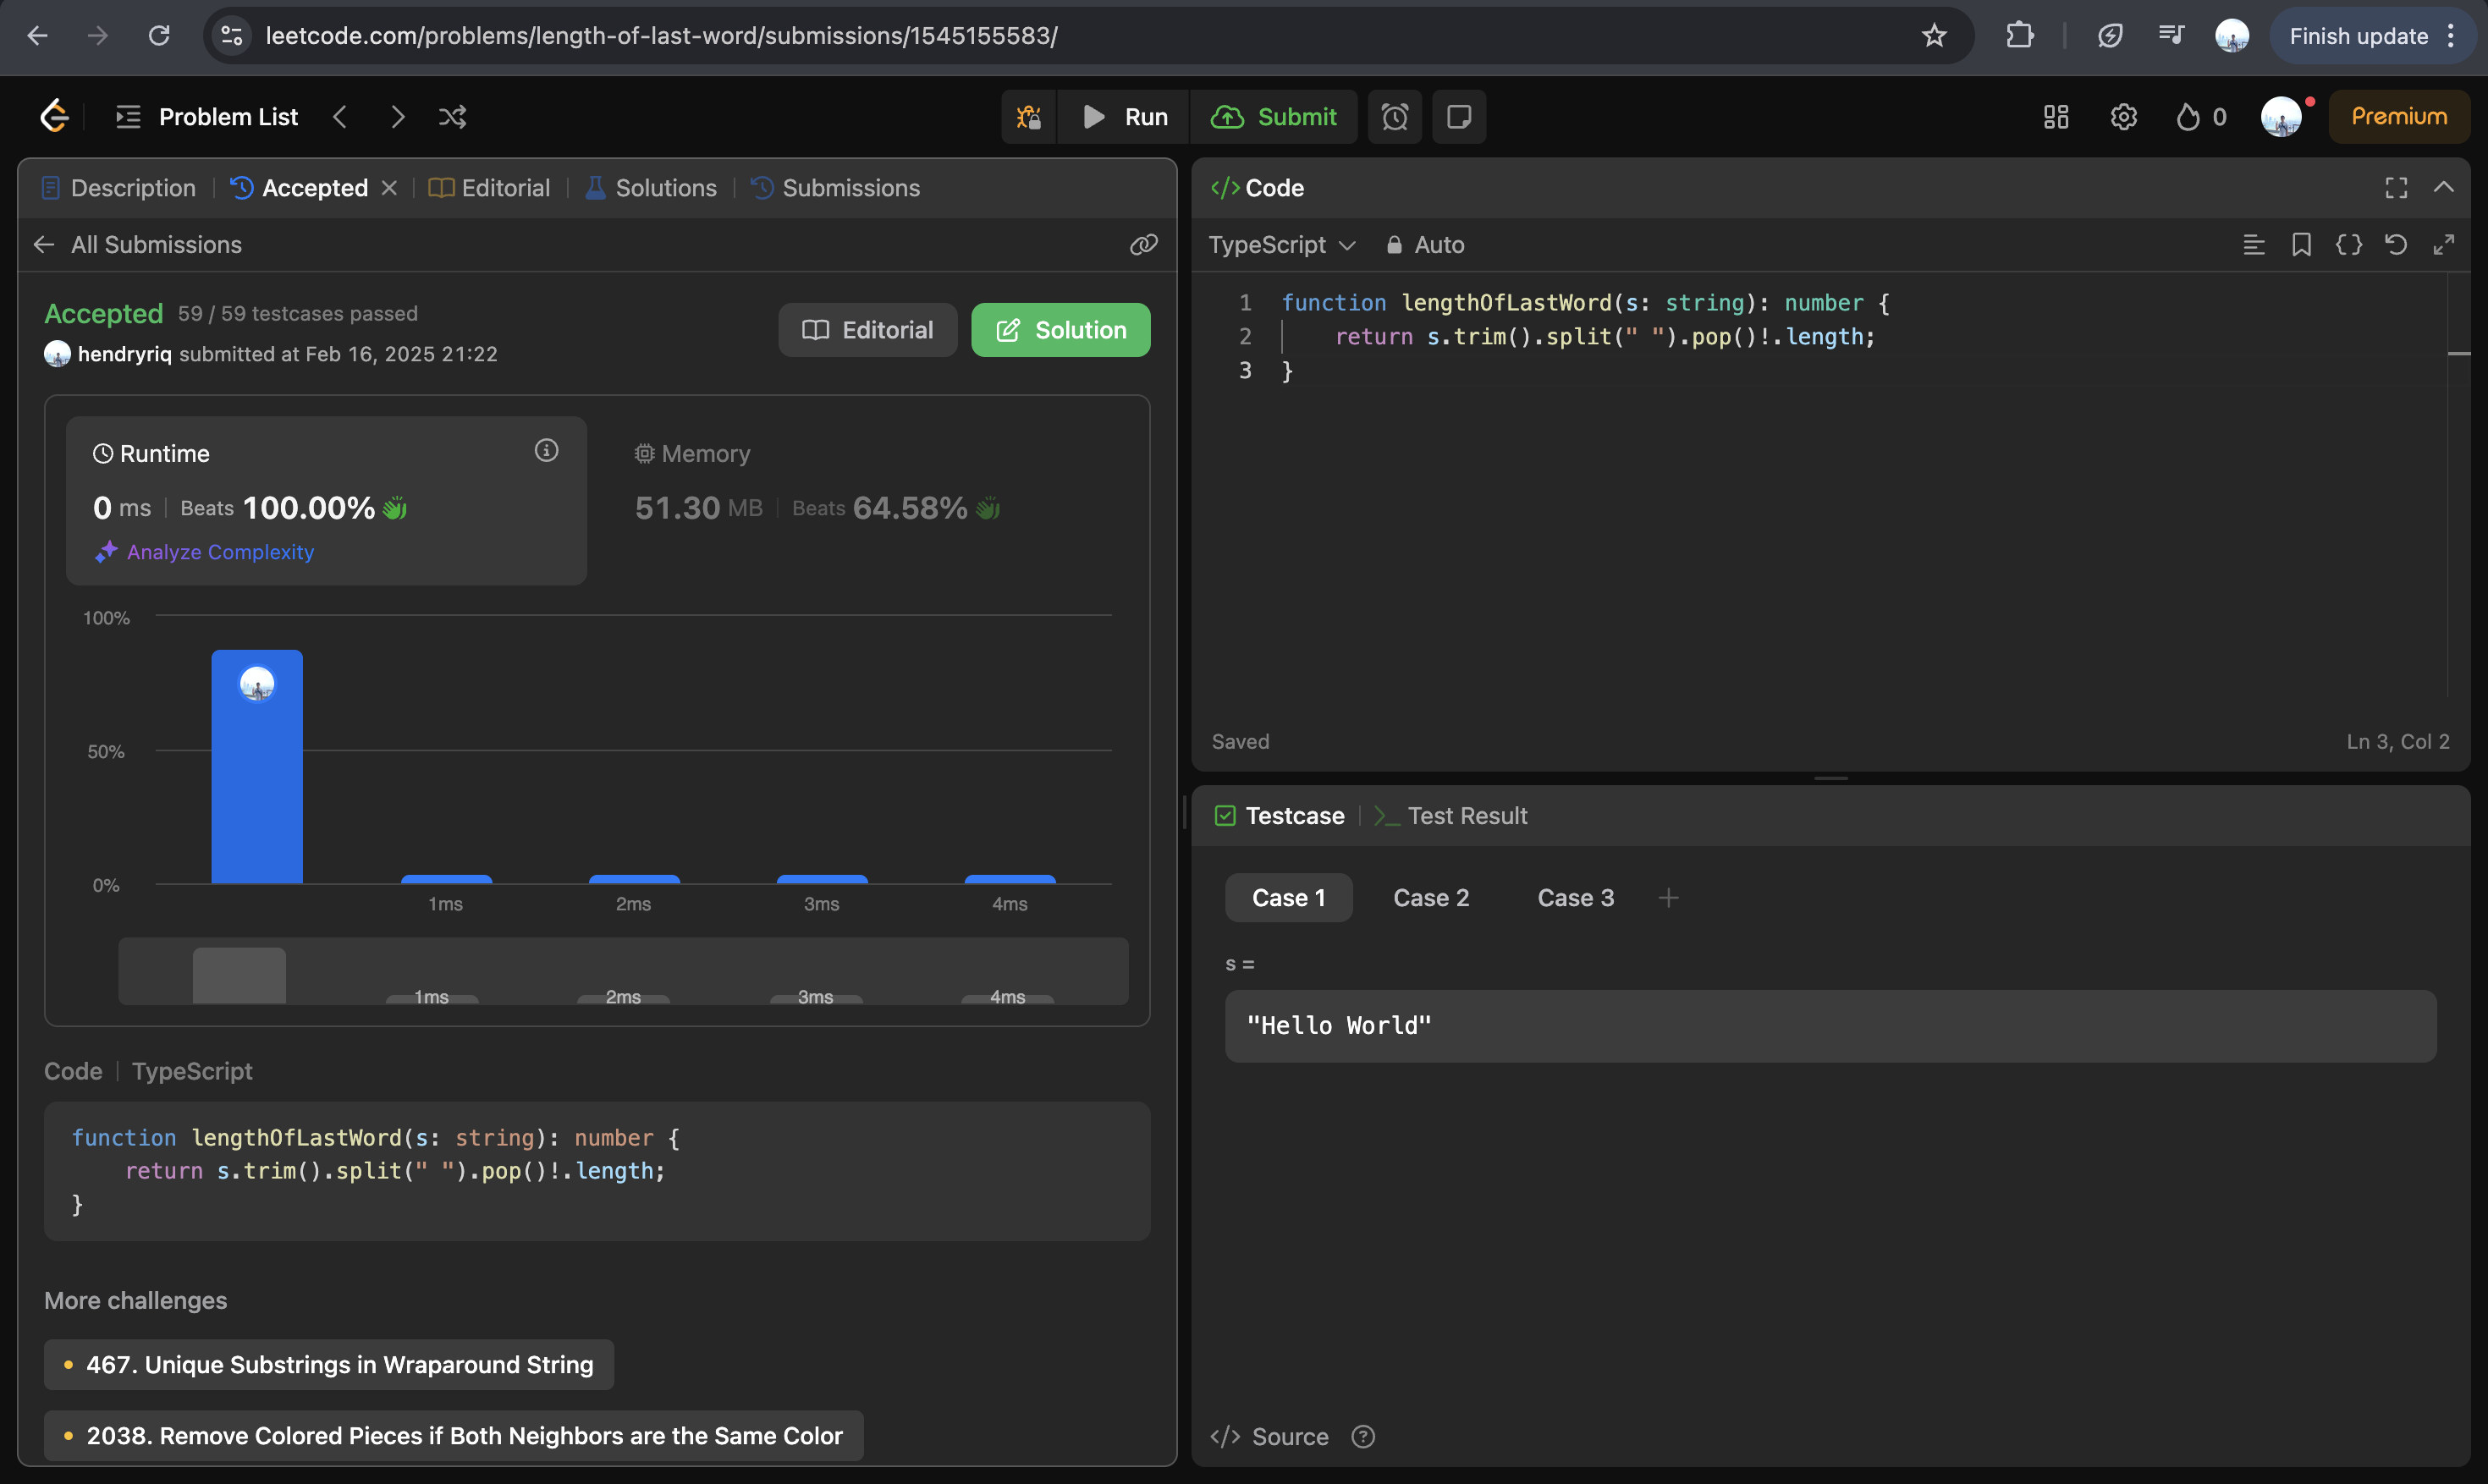 leetcode.com/problems/length-of-last-word/submissions/1545155583/
Finish update
Problem List
Run
Submit
0
Premium
Description
Accepted
Editorial
Solutions
Submissions
All Submissions
Accepted 59 / 59 testcases passed
hendryriq submitted at Feb 16, 2025 21:22
Editorial
Solution
Runtime
0 ms Beats 100.00%
Analyze Complexity
Memory
51.30 MB Beats 64.58%
100%
50%
0%
1ms 2ms 3ms 4ms
1ms 2ms 3ms 4ms
Code TypeScript
function lengthOfLastWord(s: string): number {
    return s.trim().split(" ").pop()!.length;
}
More challenges
467. Unique Substrings in Wraparound String
2038. Remove Colored Pieces if Both Neighbors are the Same Color
</> Code
TypeScript Auto
1 function lengthOfLastWord(s: string): number {
2     return s.trim().split(" ").pop()!.length;
3 }
Saved
Ln 3, Col 2
Testcase
>_ Test Result
Case 1 Case 2 Case 3 +
s =
"Hello World"
</> Source ?